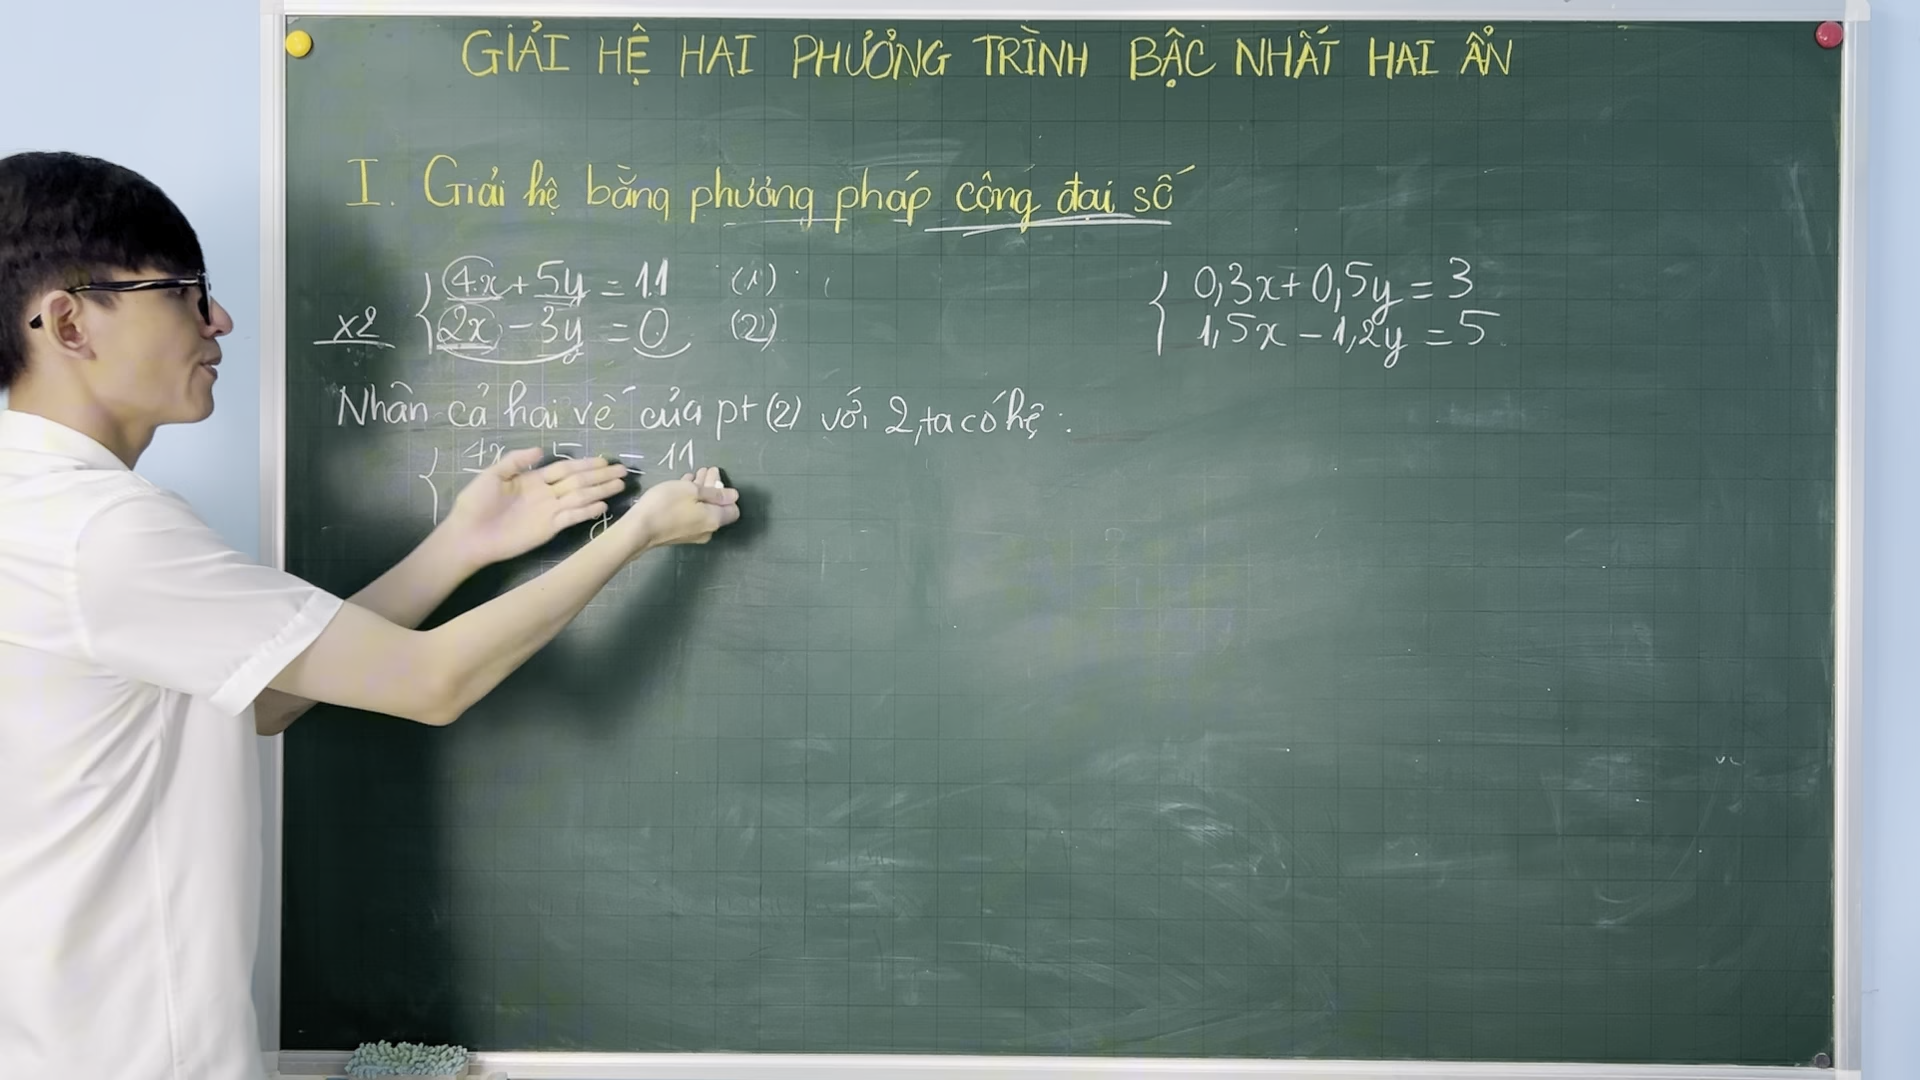 GIẢI HỆ HAI PHƯƠNG TRÌNH BẬC NHẤT HAI ẨN
I. Giải hệ bằng phương pháp cộng đại số
4x + 5y = 11 (1)
x2 2x - 3y = 0 (2)
0,3x + 0,5y = 3
1,5x - 1,2y = 5
Nhân cả hai vế của pt (2) với 2, ta có hệ:
4x 5 = 11
y